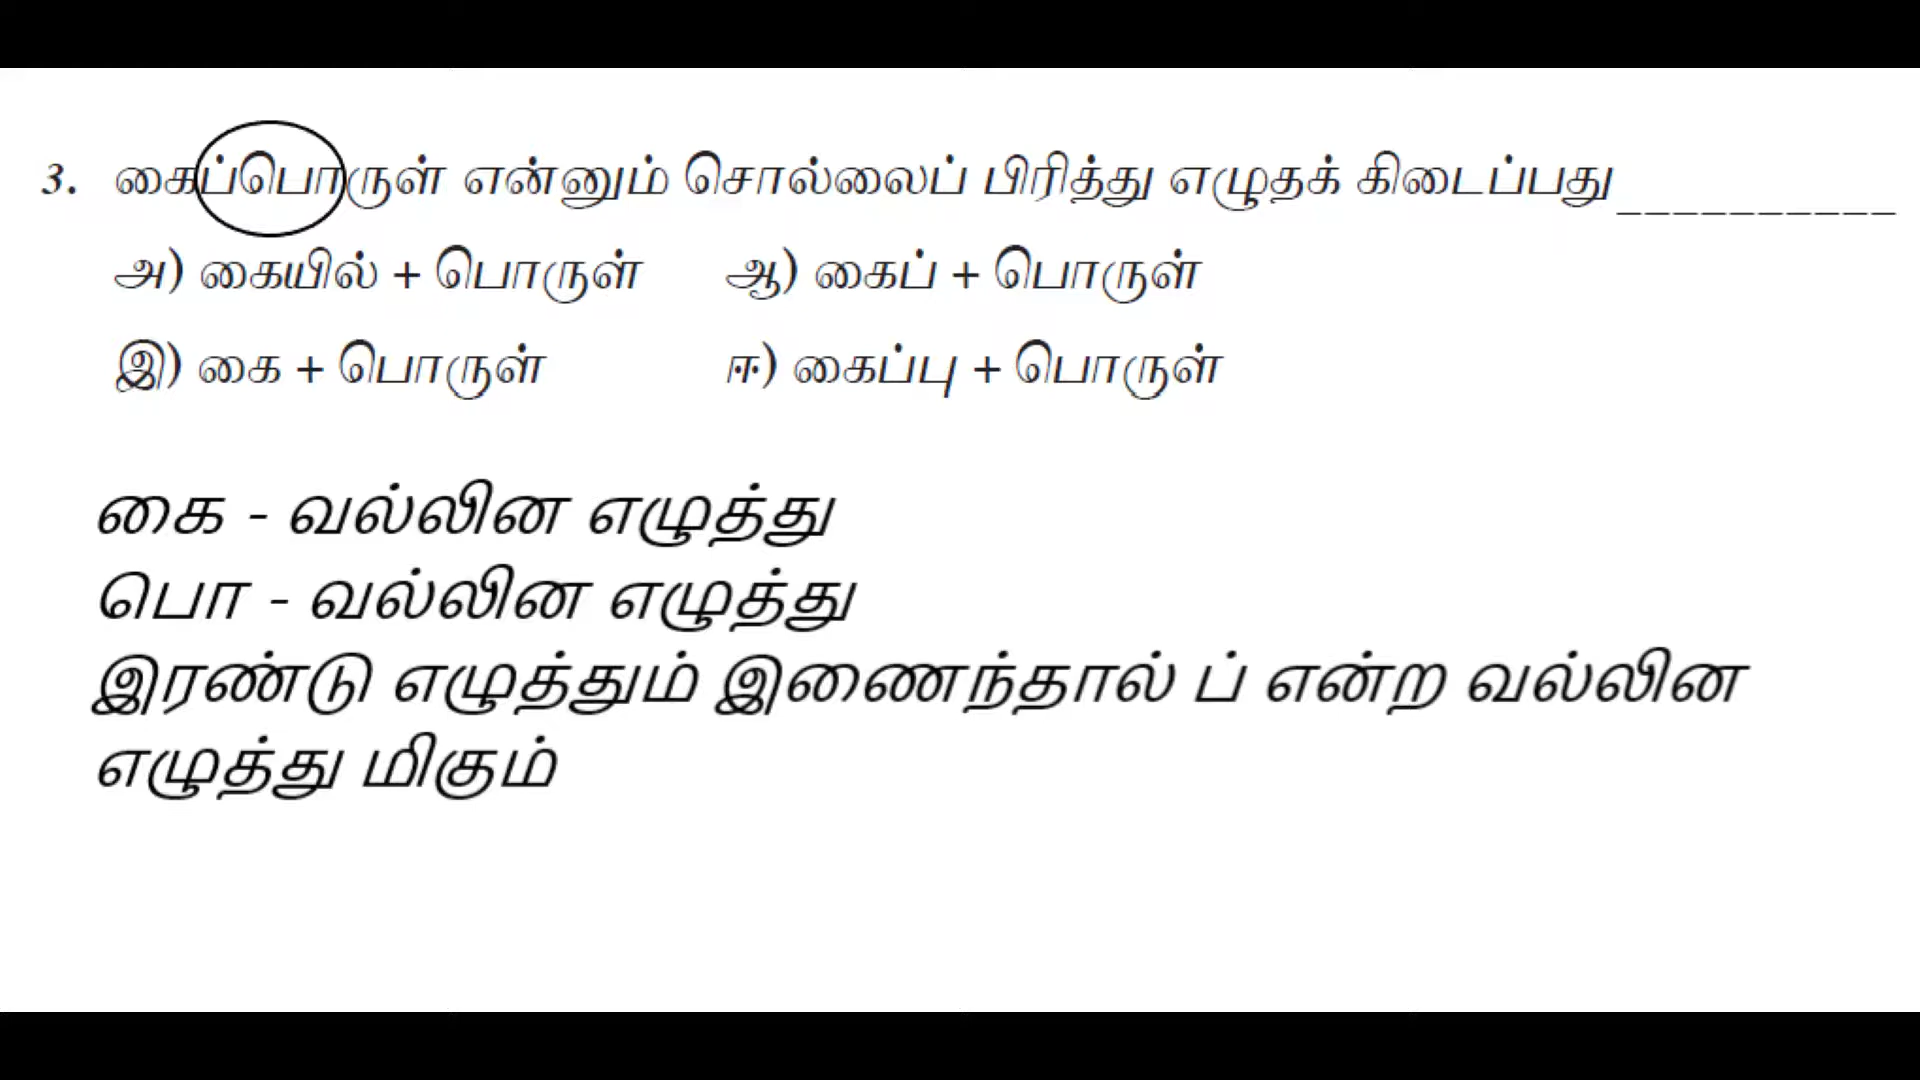 3. கைப்பொருள் என்னும் சொல்லைப் பிரித்து எழுதக் கிடைப்பது__________
அ) கையில் + பொருள் ஆ) கைப் + பொருள்
இ) கை + பொருள் ஈ) கைப்பு + பொருள்
கை - வல்லின எழுத்து
பொ - வல்லின எழுத்து
இரண்டு எழுத்தும் இணைந்தால் ப் என்ற வல்லின
எழுத்து மிகும்